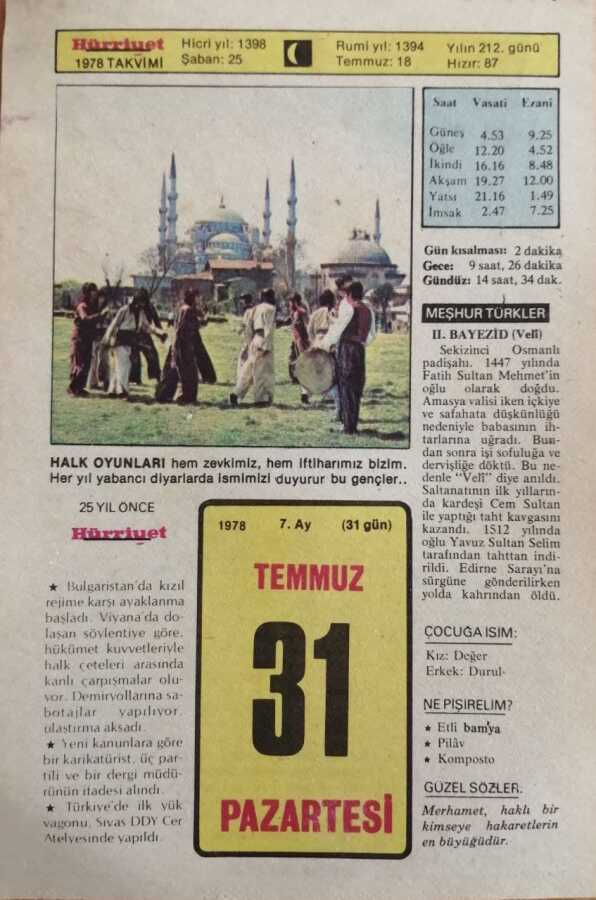 Hürriyet
1978 TAKVİMİ
Hicri yıl: 1398
Şaban: 25
Rumi yıl: 1394
Temmuz: 18
Yılın 212. günü
Hızır: 87
Saat Vasati Ezani
Güneş 4.53 9.25
Öğle 12.20 4.52
İkindi 16.16 8.48
Akşam 19.27 12.00
Yatsı 21.16 1.49
İmsak 2.47 7.25
Gün kısalması: 2 dakika
Gece: 9 saat, 26 dakika
Gündüz: 14 saat, 34 dak.
HALK OYUNLARI hem zevkimiz, hem iftiharımız bizim.
Her yıl yabancı diyarlarda ismimizi duyurur bu gençler..
MEŞHUR TÜRKLER
II. BAYEZİD (Velî)
Sekizinci Osmanlı
padişahı. 1447 yılında
Fatih Sultan Mehmet'in
oğlu olarak doğdu.
Amasya valisi iken içkiye
ve safahata düşkünlüğü
nedeniyle babasının ih-
tarlarına uğradı. Bun-
dan sonra işi sofuluğa ve
dervişliğe döktü. Bu ne-
denle "Velî" diye anıldı.
Saltanatının ilk yılların-
da kardeşi Cem Sultan
ile yaptığı taht kavgasını
kazandı. 1512 yılında
oğlu Yavuz Sultan Selim
tarafından tahttan indi-
rildi. Edirne Sarayı'na
sürgüne gönderilirken
yolda kahrından öldü.
25 YIL ÖNCE
Hürriyet
★ Bulgaristan'da kızıl
rejime karşı ayaklanma
başladı. Viyana'da do-
laşan söylentiye göre,
hükümet kuvvetleriyle
halk çeteleri arasında
kanlı çarpışmalar olu-
yor. Demiryollarına sa-
botajlar yapılıyor,
ulaştırma aksadı.
★ Yeni kanunlara göre
bir karikatürist, üç par-
tili ve bir dergi müdü-
rünün ifadesi alındı.
★ Türkiye'de ilk yük
vagonu, Sivas DDY Cer
Atelyesinde yapıldı.
1978 7. Ay (31 gün)
TEMMUZ
31
PAZARTESİ
ÇOCUĞA İSİM:
Kız: Değer
Erkek: Durul
NE PİŞİRELİM?
★ Etli bamya
★ Pilâv
★ Komposto
GÜZEL SÖZLER:
Merhamet, haklı bir
kimseye hakaretlerin
en büyüğüdür.